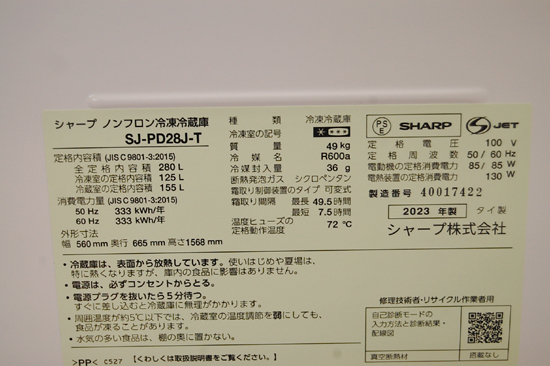 シャープ ノンフロン冷凍冷蔵庫
SJ-PD28J-T
定格内容積 (JIS C 9801-3:2015)
全定格内容積 280 L
冷凍室の内容積 125 L
冷蔵室の内容積 155 L
消費電力量 (JIS C 9801-3:2015)
50 Hz 333 kWh/年
60 Hz 333 kWh/年
外形寸法
幅 560 mm 奥行 665 mm 高さ 1568 mm
種類 冷凍冷蔵庫
冷凍室の記号
質量 49 kg
冷媒名 R600a
冷媒封入量 36 g
断熱発泡ガス シクロペンタン
霜取り制御装置のタイプ 可変式
霜取り間隔 最長 49.5時間
最短 7.5時間
温度ヒューズの
定格動作温度 72 ℃
PS
E
SHARP
JET
定格電圧 100 V
定格周波数 50 / 60 Hz
電動機の定格消費電力 85 / 85 W
電熱装置の定格消費電力 130 W
製造番号 40017422
2023 年製 タイ製
シャープ株式会社
・冷蔵庫は、表面から放熱しています。使いはじめや夏場は、
特に熱くなりますが、庫内の食品に影響はありません。
・電源は、必ずコンセントからとる。
・電源プラグを抜いたら5分待つ。
すぐに差し込むと冷蔵庫に無理がかかります。
・周囲温度が約5℃以下では、冷蔵室の温度調節を弱にしても、
食品が凍ることがあります。
・水気の多い食品は、棚の奥に置かない。
>PP< C527 【くわしくは取扱説明書をご覧ください。】
修理技術者・リサイクル作業者用
自己診断モードの
入力方法と診断結果・
配線図
真空断熱材 搭載なし